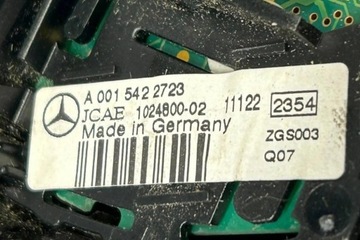 A 001 542 2723
JCAE 1024800-02 11122 2354
Made in Germany
ZGS003
Q07